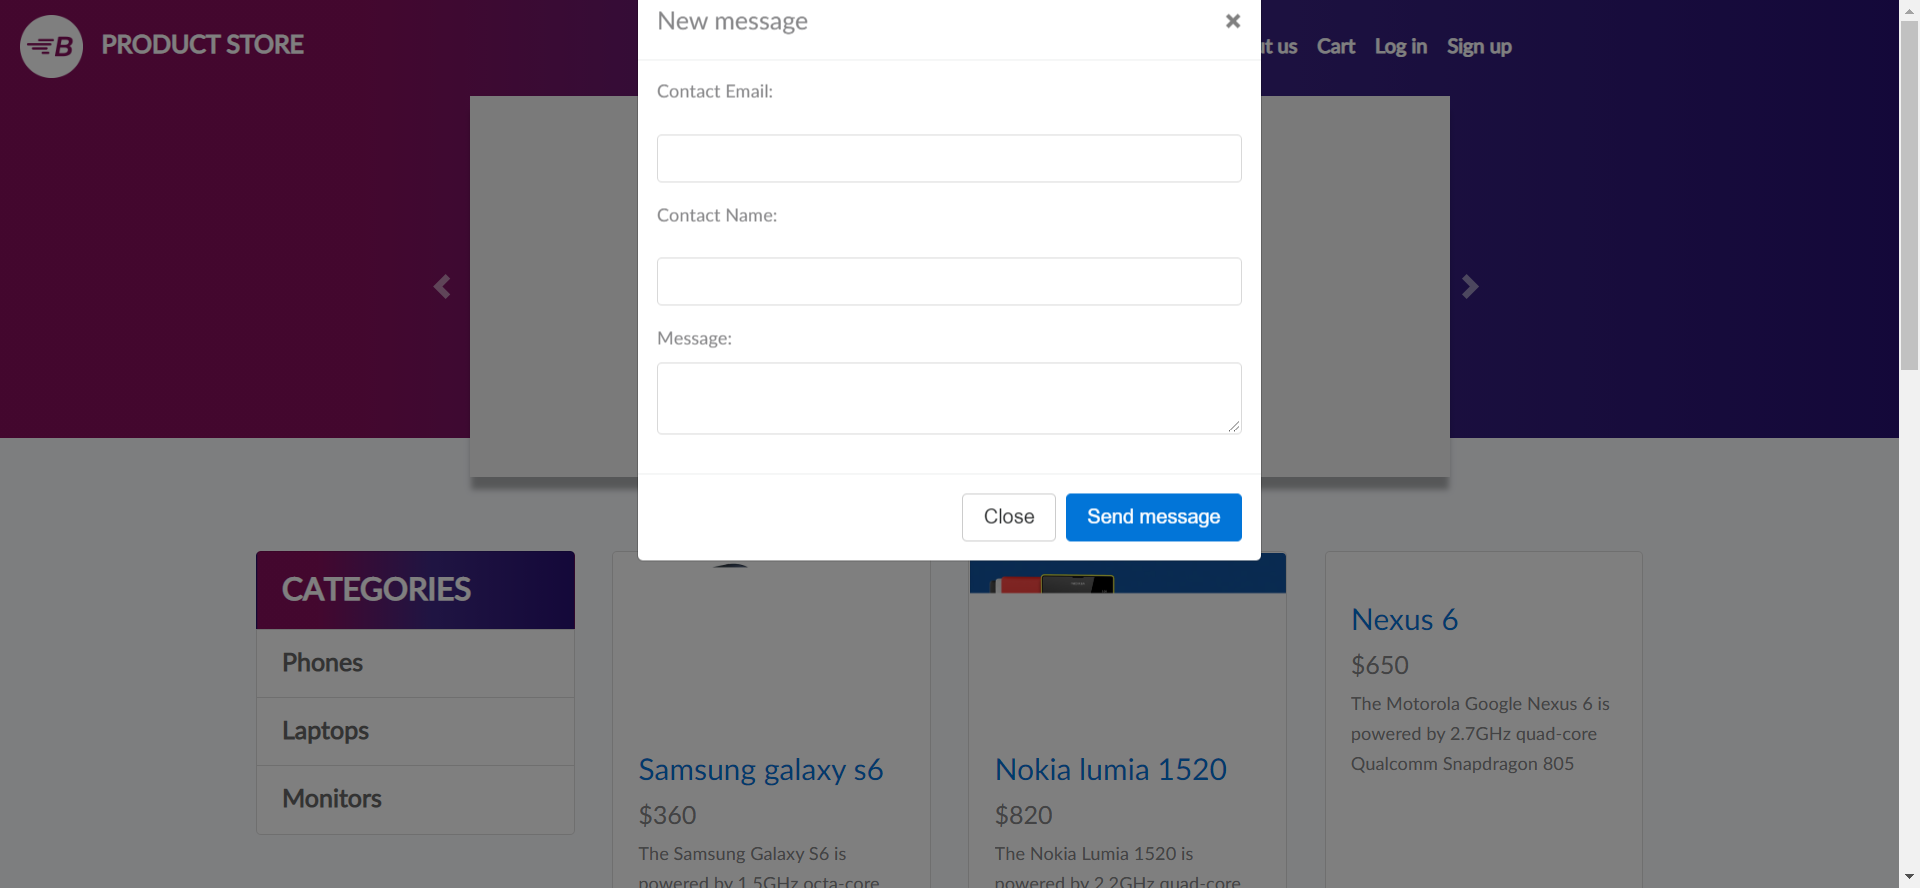 B PRODUCT STORE
New message
×
ut us Cart Log in Sign up
Contact Email:
Contact Name:
Message:
Close Send message
CATEGORIES
Phones
Laptops
Monitors
Samsung galaxy s6
$360
The Samsung Galaxy S6 is
powered by 1.5GHz octa-core
Nokia lumia 1520
$820
The Nokia Lumia 1520 is
powered by 2.2GHz quad-core
Nexus 6
$650
The Motorola Google Nexus 6 is
powered by 2.7GHz quad-core
Qualcomm Snapdragon 805